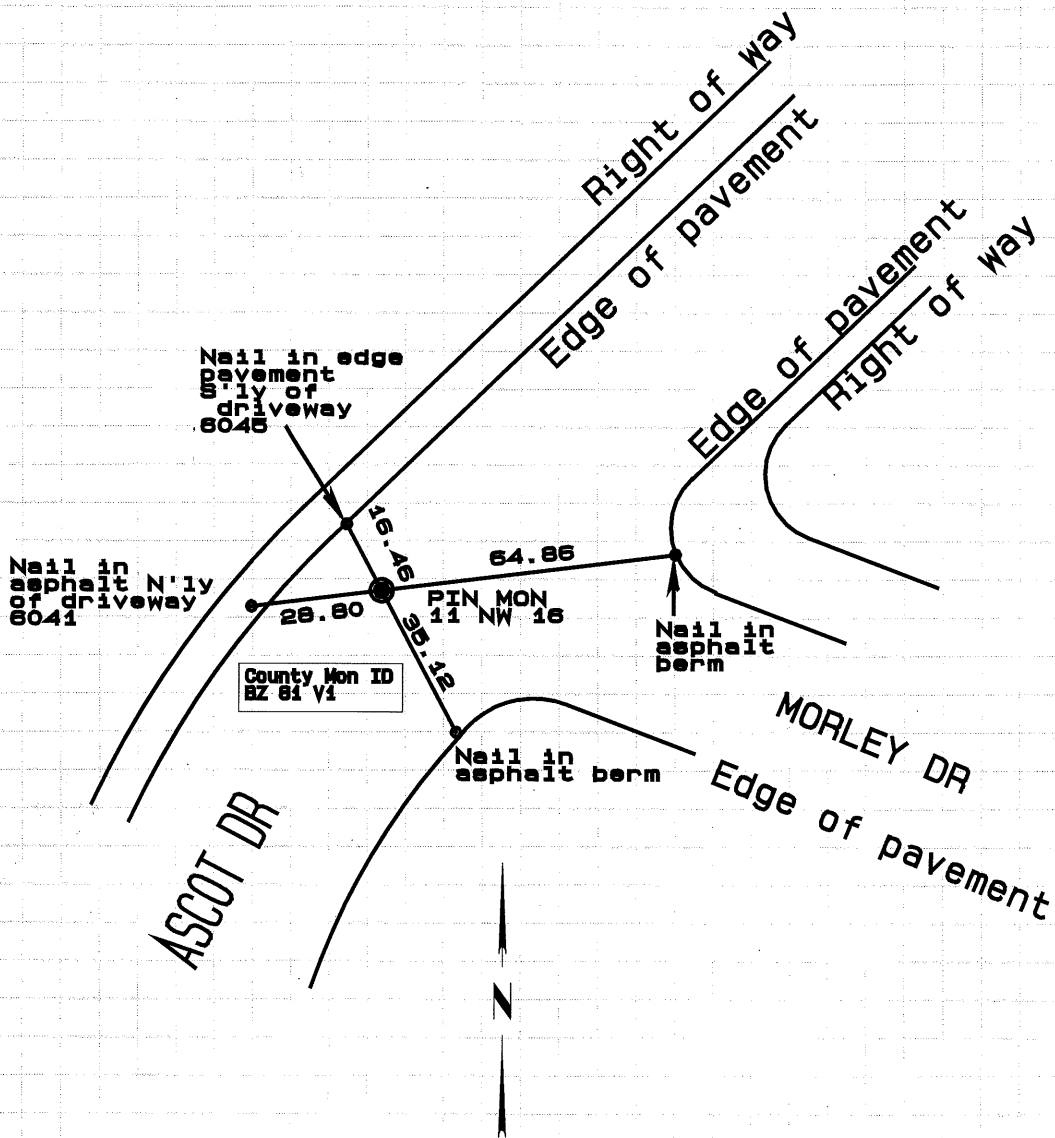 Right of Way
Edge of pavement
Edge of pavement
Right of Way
Nail in edge
pavement
S'ly of
driveway
6045
16.46
64.86
Nail in
asphalt N'ly
of driveway
6041
28.80
PIN MON
11 NW 16
35.12
Nail in
asphalt
berm
County Mon ID
BZ 61 V1
Nail in
asphalt berm
MORLEY DR
Edge of pavement
ASCOT DR
N